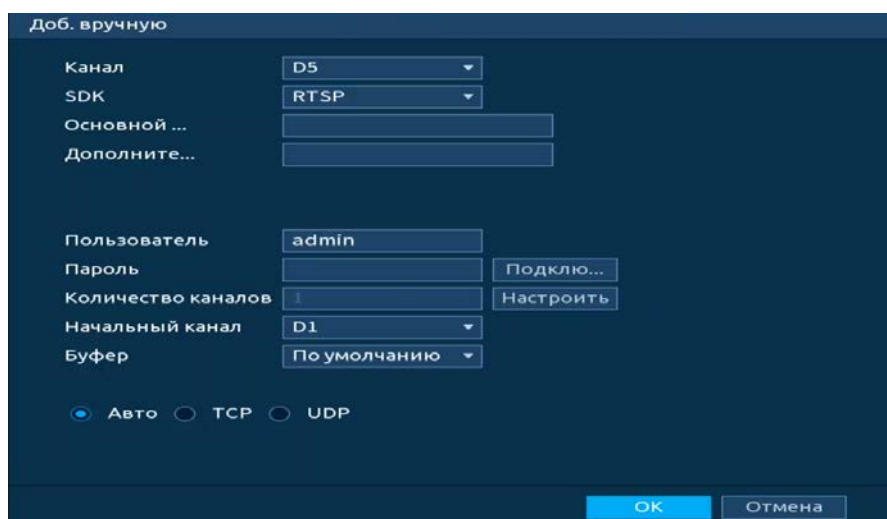 Доб. вручную
Канал D5
SDK RTSP
Основной ...
Дополните...
Пользователь admin
Пароль Подклю...
Количество каналов 1 Настроить
Начальный канал D1
Буфер По умолчанию
Авто TCP UDP
OK Отмена